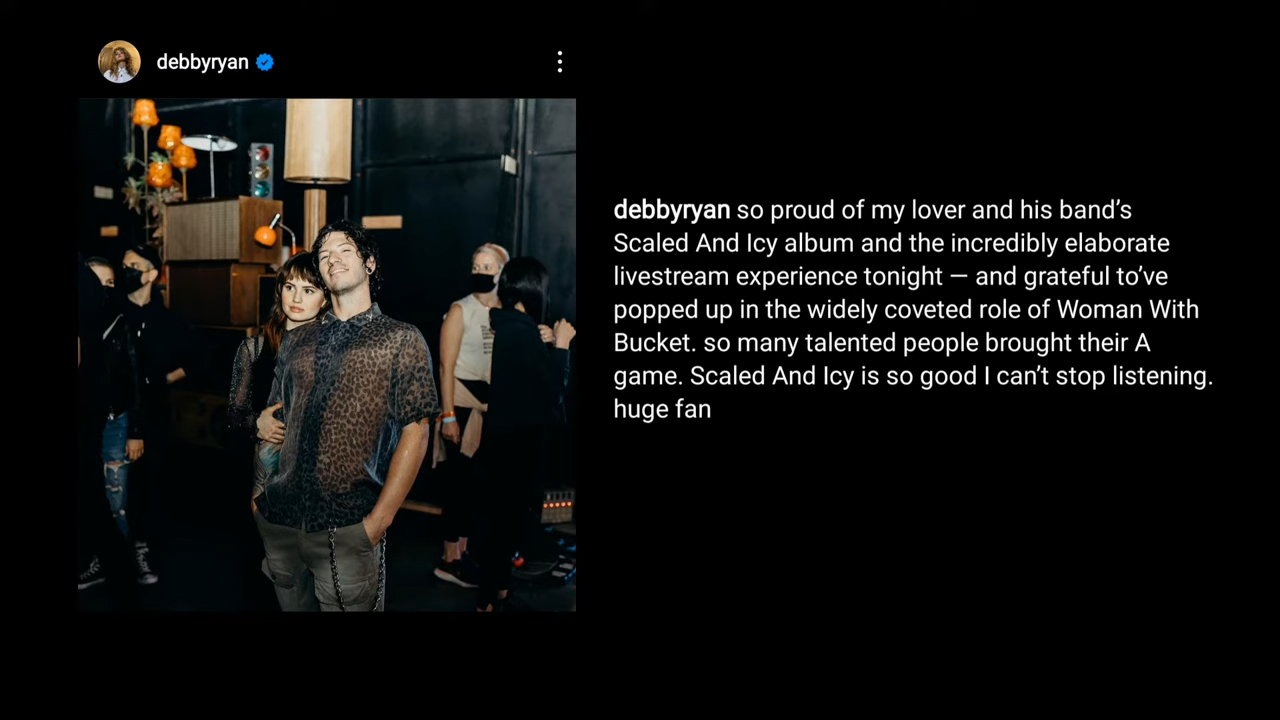 debbyryan
debbyryan so proud of my lover and his band’s
Scaled And Icy album and the incredibly elaborate
livestream experience tonight — and grateful to’ve
popped up in the widely coveted role of Woman With
Bucket. so many talented people brought their A
game. Scaled And Icy is so good I can’t stop listening.
huge fan